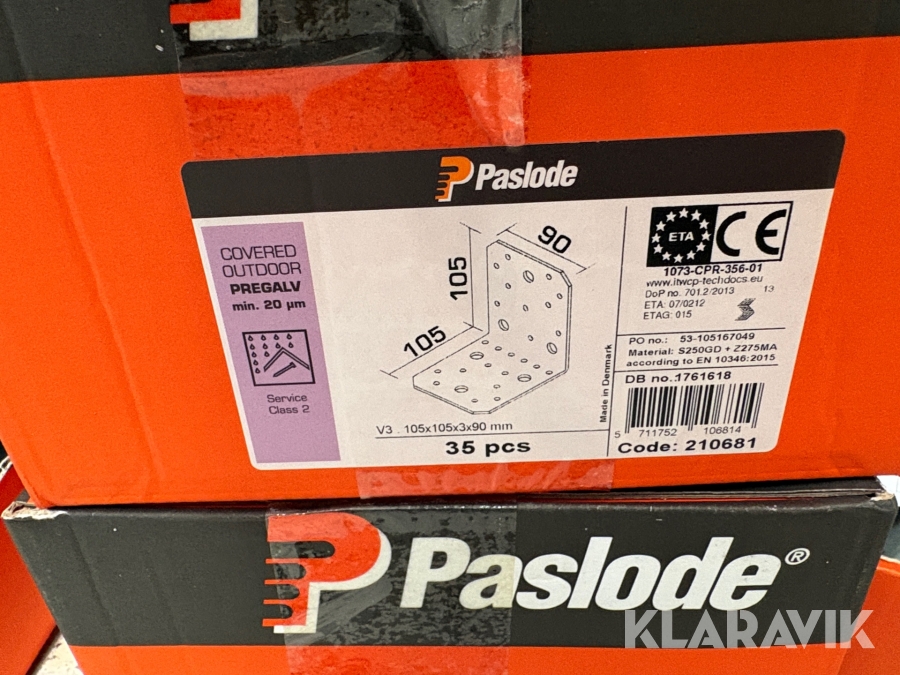 Paslode
COVERED
OUTDOOR
PREGALV
min. 20 µm
Service
Class 2
105
90
105
V3 . 105x105x3x90 mm
35 pcs
Made in Denmark
ETA CE
1073-CPR-356-01
www.itwcp-techdocs.eu
DoP no. 701.2/2013 13
ETA: 07/0212
ETAG: 015
PO no.: 53-105167049
Material: S250GD + Z275MA
according to EN 10346:2015
DB no.:1761618
5 711752 106814
Code: 210681
Paslode®
KLARAVIK